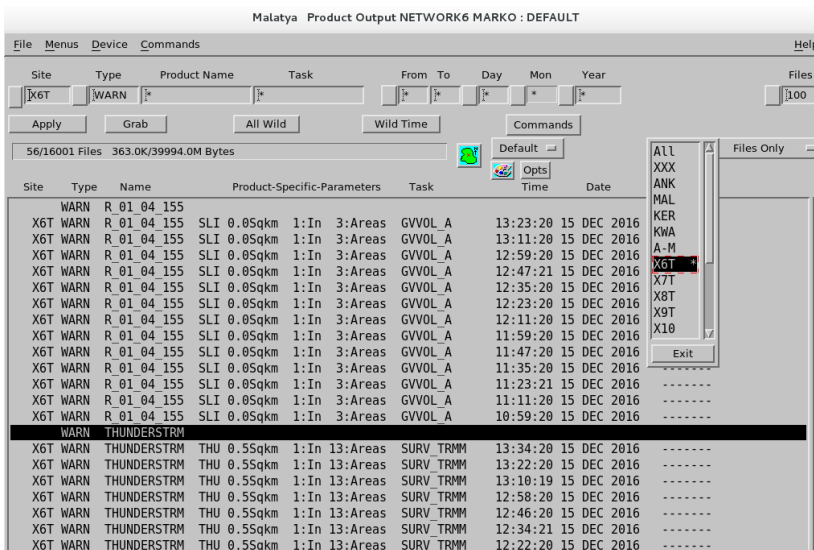 Malatya Product Output NETWORK6 MARKO : DEFAULT
File Menus Device Commands Help
Site Type Product Name Task From To Day Mon Year Files
X6T WARN * * * * * * * 100
Apply Grab All Wild Wild Time Commands
56/16001 Files 363.0K/39994.0M Bytes Default Files Only
Opts
Site Type Name Product-Specific-Parameters Task Time Date
WARN R_01_04_155
X6T WARN R_01_04_155 SLI 0.0Sqkm 1:In 3:Areas GVVOL_A 13:23:20 15 DEC 2016
X6T WARN R_01_04_155 SLI 0.0Sqkm 1:In 3:Areas GVVOL_A 13:11:20 15 DEC 2016
X6T WARN R_01_04_155 SLI 0.0Sqkm 1:In 3:Areas GVVOL_A 12:59:20 15 DEC 2016
X6T WARN R_01_04_155 SLI 0.0Sqkm 1:In 3:Areas GVVOL_A 12:47:21 15 DEC 2016
X6T WARN R_01_04_155 SLI 0.0Sqkm 1:In 3:Areas GVVOL_A 12:35:20 15 DEC 2016
X6T WARN R_01_04_155 SLI 0.0Sqkm 1:In 3:Areas GVVOL_A 12:23:20 15 DEC 2016
X6T WARN R_01_04_155 SLI 0.0Sqkm 1:In 3:Areas GVVOL_A 12:11:20 15 DEC 2016
X6T WARN R_01_04_155 SLI 0.0Sqkm 1:In 3:Areas GVVOL_A 11:59:20 15 DEC 2016
X6T WARN R_01_04_155 SLI 0.0Sqkm 1:In 3:Areas GVVOL_A 11:47:20 15 DEC 2016
X6T WARN R_01_04_155 SLI 0.0Sqkm 1:In 3:Areas GVVOL_A 11:35:20 15 DEC 2016 -------
X6T WARN R_01_04_155 SLI 0.0Sqkm 1:In 3:Areas GVVOL_A 11:23:21 15 DEC 2016 -------
X6T WARN R_01_04_155 SLI 0.0Sqkm 1:In 3:Areas GVVOL_A 11:11:20 15 DEC 2016 -------
X6T WARN R_01_04_155 SLI 0.0Sqkm 1:In 3:Areas GVVOL_A 10:59:20 15 DEC 2016 -------
WARN THUNDERSTRM
X6T WARN THUNDERSTRM THU 0.5Sqkm 1:In 13:Areas SURV_TRMM 13:34:20 15 DEC 2016 -------
X6T WARN THUNDERSTRM THU 0.5Sqkm 1:In 13:Areas SURV_TRMM 13:22:20 15 DEC 2016 -------
X6T WARN THUNDERSTRM THU 0.5Sqkm 1:In 13:Areas SURV_TRMM 13:10:19 15 DEC 2016 -------
X6T WARN THUNDERSTRM THU 0.5Sqkm 1:In 13:Areas SURV_TRMM 12:58:20 15 DEC 2016 -------
X6T WARN THUNDERSTRM THU 0.5Sqkm 1:In 13:Areas SURV_TRMM 12:46:20 15 DEC 2016 -------
X6T WARN THUNDERSTRM THU 0.5Sqkm 1:In 13:Areas SURV_TRMM 12:34:21 15 DEC 2016 -------
X6T WARN THUNDERSTRM THU 0.5Sqkm 1:In 13:Areas SURV_TRMM 12:22:20 15 DEC 2016 -------
All
XXX
ANK
MAL
KER
KWA
A-M
X6T *
X7T
X8T
X9T
X10
Exit